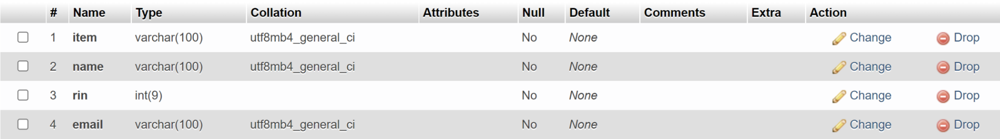 # Name Type Collation Attributes Null Default Comments Extra Action
1 item varchar(100) utf8mb4_general_ci No None Change Drop
2 name varchar(100) utf8mb4_general_ci No None Change Drop
3 rin int(9) No None Change Drop
4 email varchar(100) utf8mb4_general_ci No None Change Drop